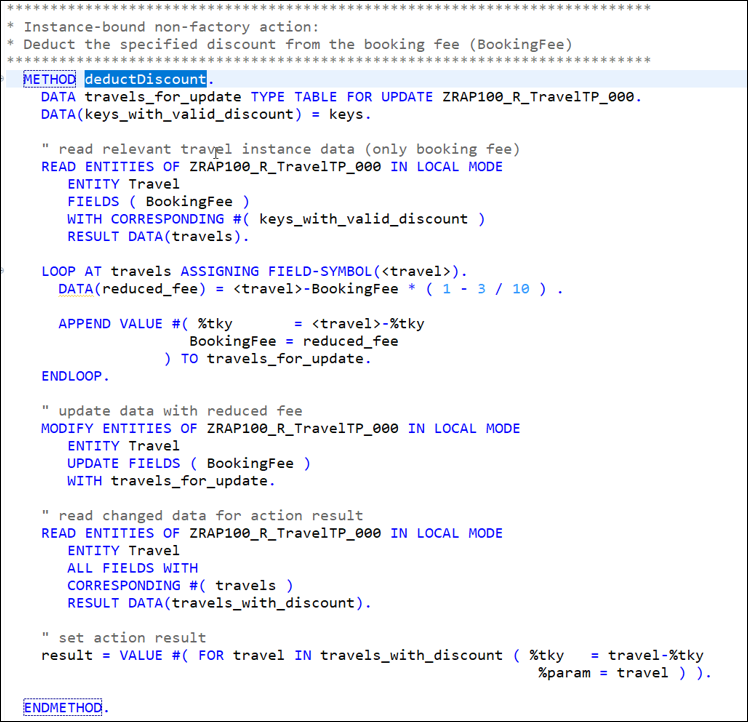 **************************************************************************
* Instance-bound non-factory action:
* Deduct the specified discount from the booking fee (BookingFee)
**************************************************************************
METHOD deductDiscount.
DATA travels_for_update TYPE TABLE FOR UPDATE ZRAP100_R_TravelTP_000.
DATA(keys_with_valid_discount) = keys.
" read relevant travel instance data (only booking fee)
READ ENTITIES OF ZRAP100_R_TravelTP_000 IN LOCAL MODE
ENTITY Travel
FIELDS ( BookingFee )
WITH CORRESPONDING #( keys_with_valid_discount )
RESULT DATA(travels).
LOOP AT travels ASSIGNING FIELD-SYMBOL(<travel>).
DATA(reduced_fee) = <travel>-BookingFee * ( 1 - 3 / 10 ) .
APPEND VALUE #( %tky       = <travel>-%tky
BookingFee = reduced_fee
) TO travels_for_update.
ENDLOOP.
" update data with reduced fee
MODIFY ENTITIES OF ZRAP100_R_TravelTP_000 IN LOCAL MODE
ENTITY Travel
UPDATE FIELDS ( BookingFee )
WITH travels_for_update.
" read changed data for action result
READ ENTITIES OF ZRAP100_R_TravelTP_000 IN LOCAL MODE
ENTITY Travel
ALL FIELDS WITH
CORRESPONDING #( travels )
RESULT DATA(travels_with_discount).
" set action result
result = VALUE #( FOR travel IN travels_with_discount ( %tky   = travel-%tky
%param = travel ) ).
ENDMETHOD.